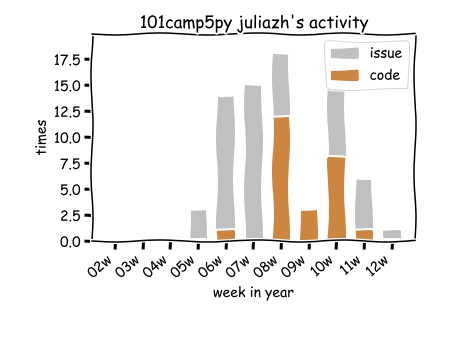 101camp5py juliazh's activity
issue
code
17.5
15.0
12.5
10.0
7.5
5.0
2.5
0.0
times
02w 03w 04w 05w 06w 07w 08w 09w 10w 11w 12w
week in year